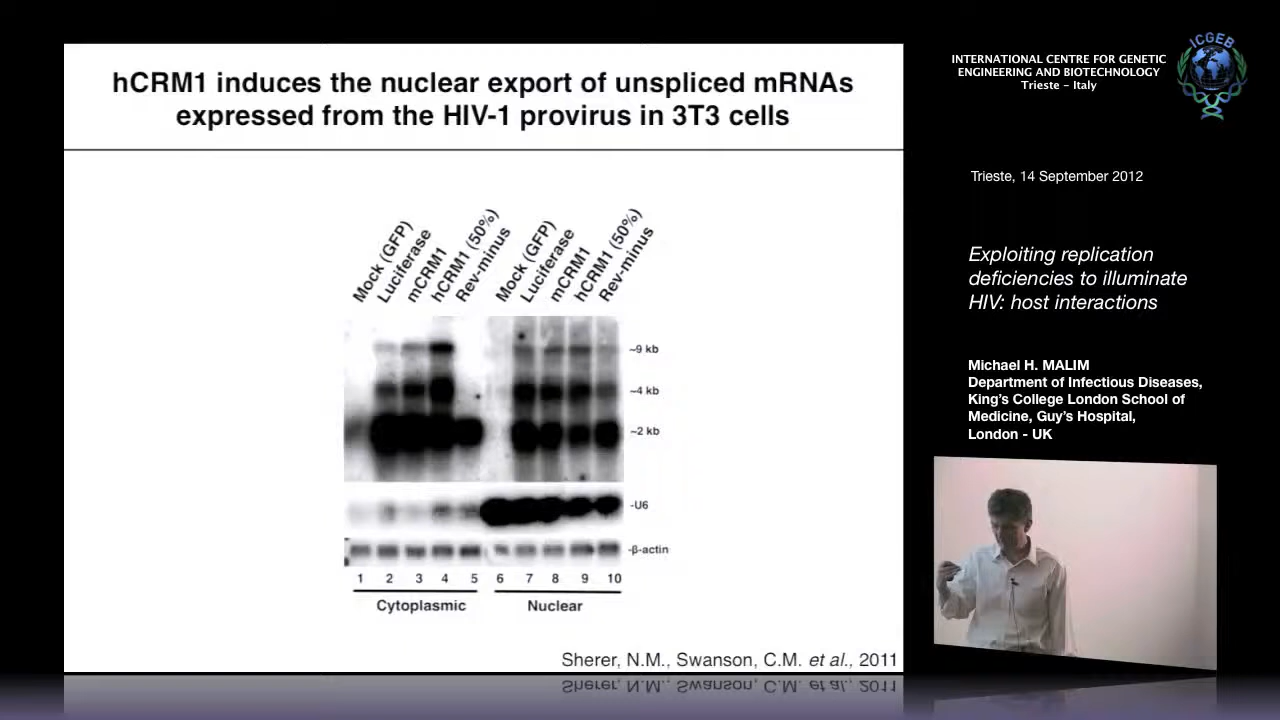 hCRM1 induces the nuclear export of unspliced mRNAs
expressed from the HIV-1 provirus in 3T3 cells
Mock (GFP)
Luciferase
mCRM1
hCRM1 (50%)
Rev-minus
Mock (GFP)
Luciferase
mCRM1
hCRM1 (50%)
Rev-minus
~9 kb
~4 kb
~2 kb
-U6
-β-actin
1 2 3 4 5 6 7 8 9 10
Cytoplasmic Nuclear
Sherer, N.M., Swanson, C.M. et al., 2011
INTERNATIONAL CENTRE FOR GENETIC
ENGINEERING AND BIOTECHNOLOGY
Trieste - Italy
ICGEB
Trieste, 14 September 2012
Exploiting replication
deficiencies to illuminate
HIV: host interactions
Michael H. MALIM
Department of Infectious Diseases,
King's College London School of
Medicine, Guy's Hospital,
London - UK